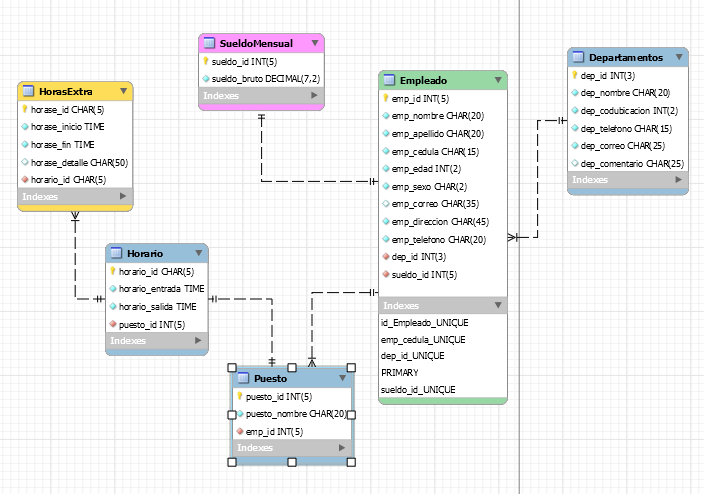 SueldoMensual
sueldo_id INT(5)
sueldo_bruto DECIMAL(7,2)
Indexes
HorasExtra
horase_id CHAR(5)
horase_inicio TIME
horase_fin TIME
horase_detalle CHAR(50)
horario_id CHAR(5)
Indexes
Empleado
emp_id INT(5)
emp_nombre CHAR(20)
emp_apellido CHAR(20)
emp_cedula CHAR(15)
emp_edad INT(2)
emp_sexo CHAR(2)
emp_correo CHAR(35)
emp_direccion CHAR(45)
emp_telefono CHAR(20)
dep_id INT(3)
sueldo_id INT(5)
Indexes
id_Empleado_UNIQUE
emp_cedula_UNIQUE
dep_id_UNIQUE
PRIMARY
sueldo_id_UNIQUE
Departamentos
dep_id INT(3)
dep_nombre CHAR(20)
dep_codubicacion INT(2)
dep_telefono CHAR(15)
dep_correo CHAR(25)
dep_comentario CHAR(25)
Indexes
Horario
horario_id CHAR(5)
horario_entrada TIME
horario_salida TIME
puesto_id INT(5)
Indexes
Puesto
puesto_id INT(5)
puesto_nombre CHAR(20)
emp_id INT(5)
Indexes